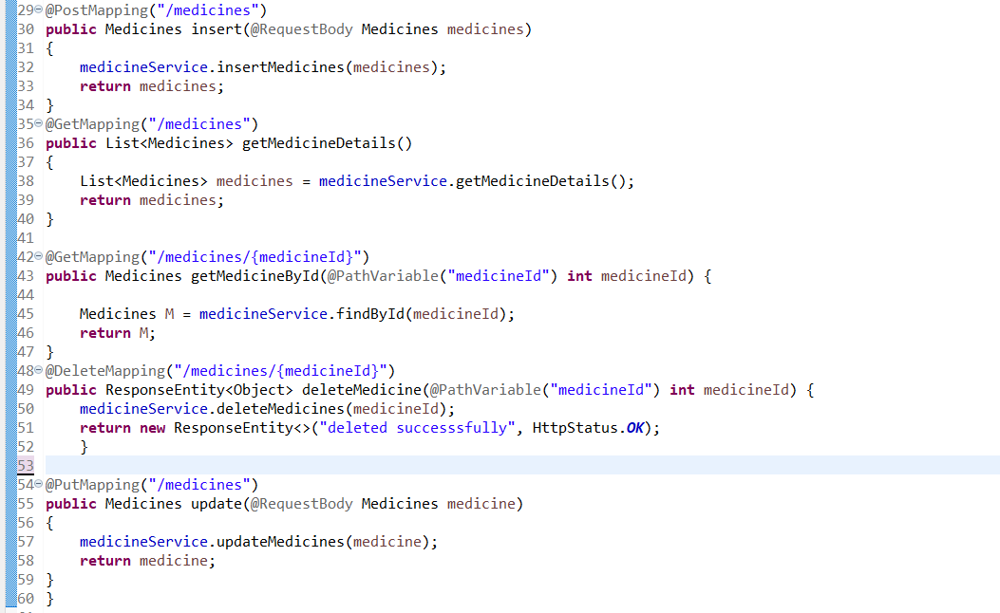 29 @PostMapping("/medicines")
30 public Medicines insert(@RequestBody Medicines medicines)
31 {
32     medicineService.insertMedicines(medicines);
33     return medicines;
34 }
35 @GetMapping("/medicines")
36 public List<Medicines> getMedicineDetails()
37 {
38     List<Medicines> medicines = medicineService.getMedicineDetails();
39     return medicines;
40 }
41
42 @GetMapping("/medicines/{medicineId}")
43 public Medicines getMedicineById(@PathVariable("medicineId") int medicineId) {
44
45     Medicines M = medicineService.findById(medicineId);
46     return M;
47 }
48 @DeleteMapping("/medicines/{medicineId}")
49 public ResponseEntity<Object> deleteMedicine(@PathVariable("medicineId") int medicineId) {
50     medicineService.deleteMedicines(medicineId);
51     return new ResponseEntity<>("deleted successsfully", HttpStatus.OK);
52     }
53
54 @PutMapping("/medicines")
55 public Medicines update(@RequestBody Medicines medicine)
56 {
57     medicineService.updateMedicines(medicine);
58     return medicine;
59 }
60 }